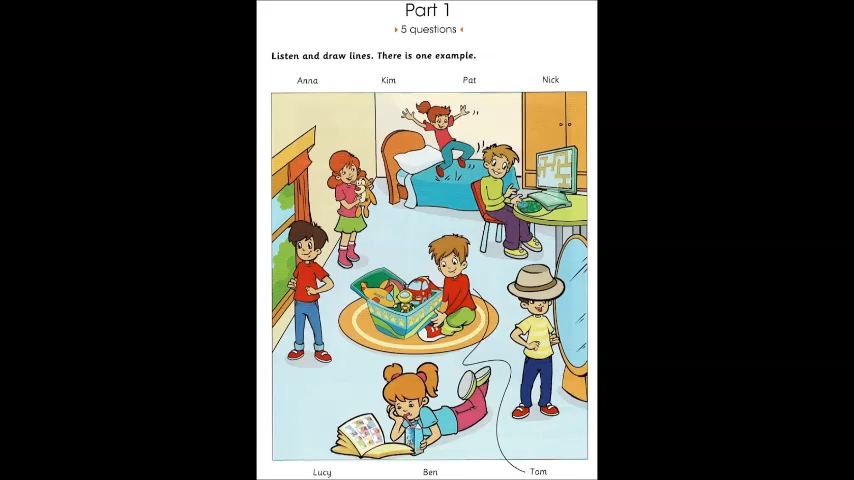 Part 1
5 questions
Listen and draw lines. There is one example.
Anna Kim Pat Nick
Lucy Ben Tom